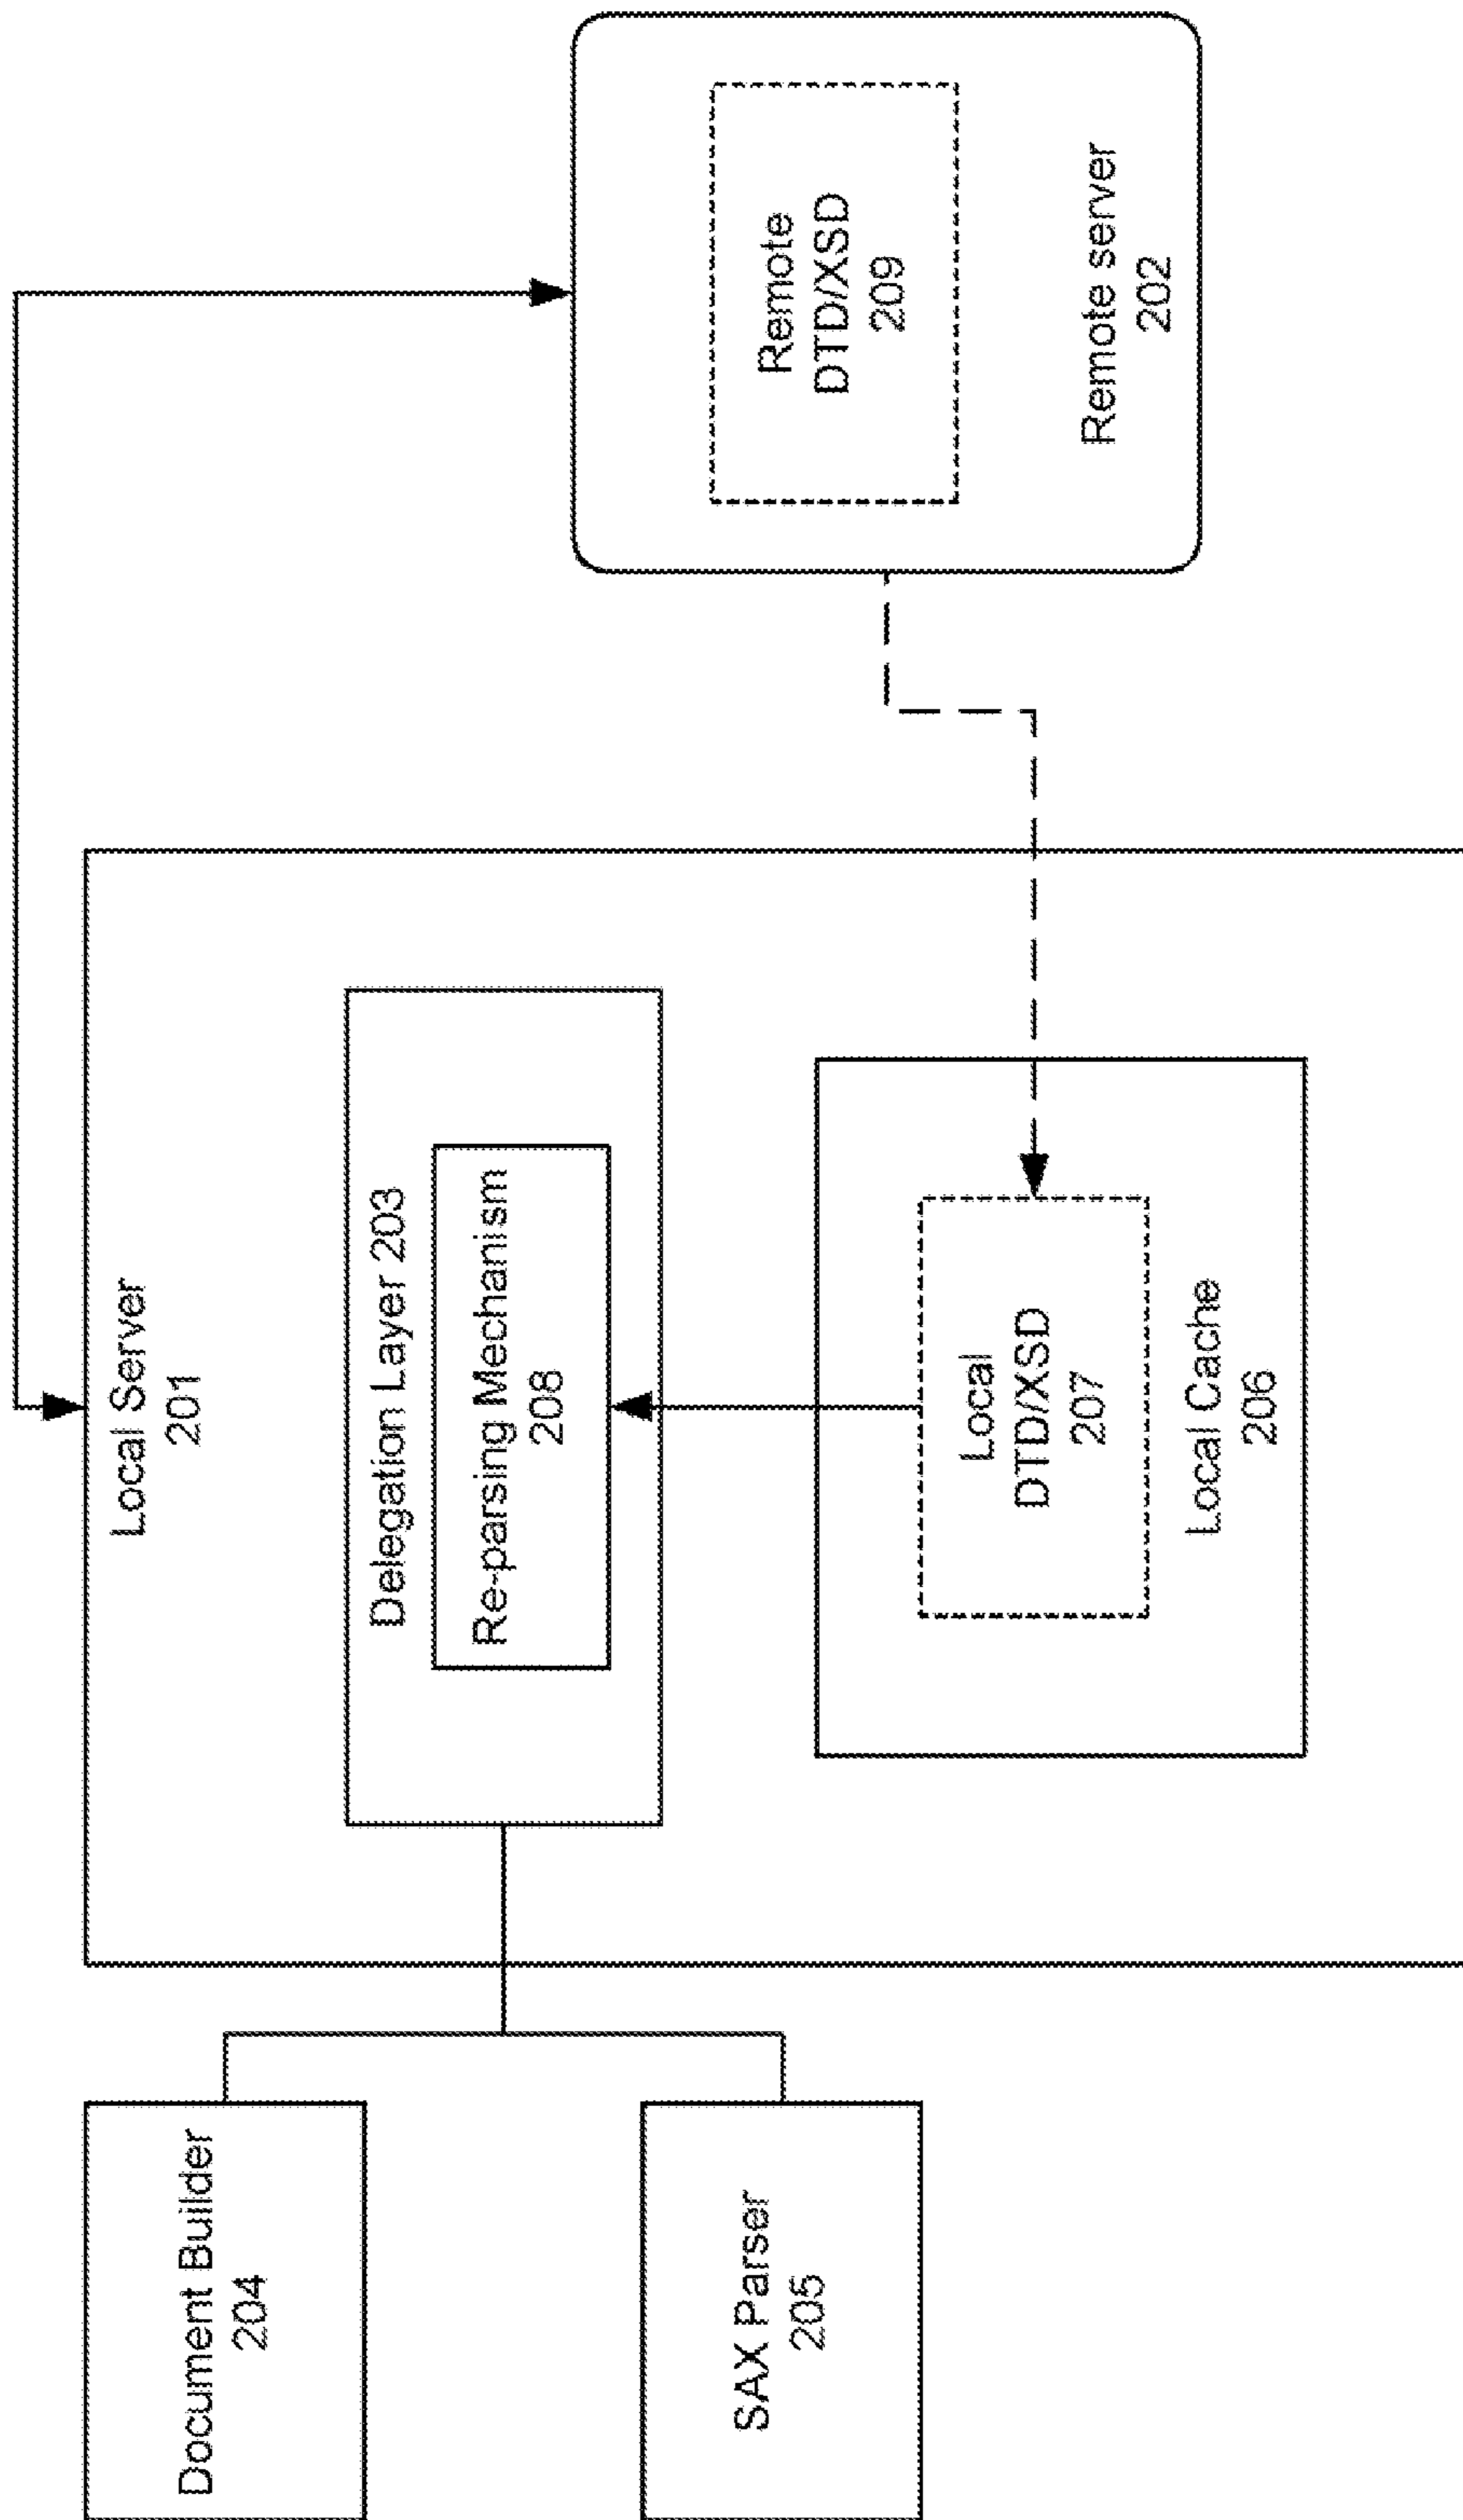 Document Builder
204
SAX Parser
205
Local Server
201
Delegation Layer 203
Re-parsing Mechanism
208
Local
DTD/XSD
207
Local Cache
206
Remote
DTD/XSD
209
Remote server
202